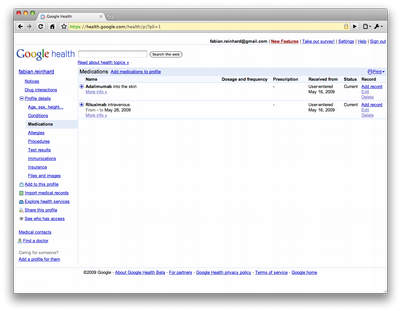 Google Health
https://health.google.com/health/p/?pli=1
fabian.reinhard@gmail.com | New Features | Take our survey! | Settings | Help | Sign out
Google health
Search the web
Read about health topics »
fabian.reinhard
Notices
Drug interactions
Profile details
Age, sex, height...
Conditions
Medications
Allergies
Procedures
Test results
Immunizations
Insurance
Files and images
Add to this profile
Import medical records
Explore health services
Share this profile
See who has access
Medical contacts
Find a doctor
Caring for someone?
Add a profile for them
Medications Add medications to profile Print
Name Dosage and frequency Prescription Received from Status Record
Adalimumab into the skin - User-entered Current Add record
More info » May 16, 2009 Edit
Delete
Rituximab intravenous - User-entered Current Add record
From - to May 28, 2009 May 16, 2009 Edit
More info » Delete
©2009 Google - About Google Health Beta - For partners - Google Health privacy policy - Terms of service - Google home